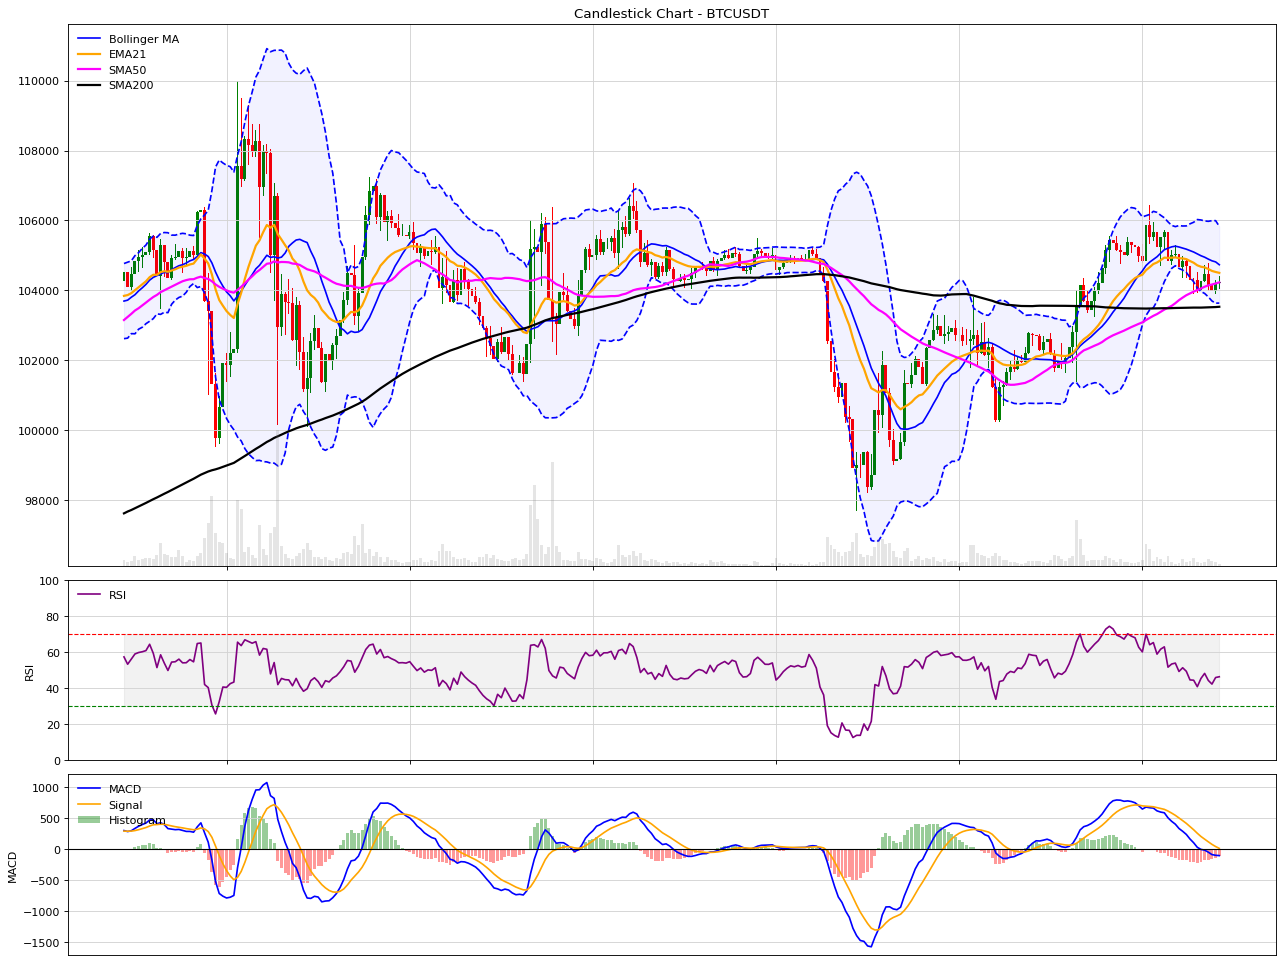 Candlestick Chart - BTCUSDT
Bollinger MA
EMA21
SMA50
SMA200
110000
108000
106000
104000
102000
100000
98000
RSI
100
80
60
40
20
0
RSI
MACD
Signal
Histogram
1000
500
0
−500
−1000
−1500
MACD